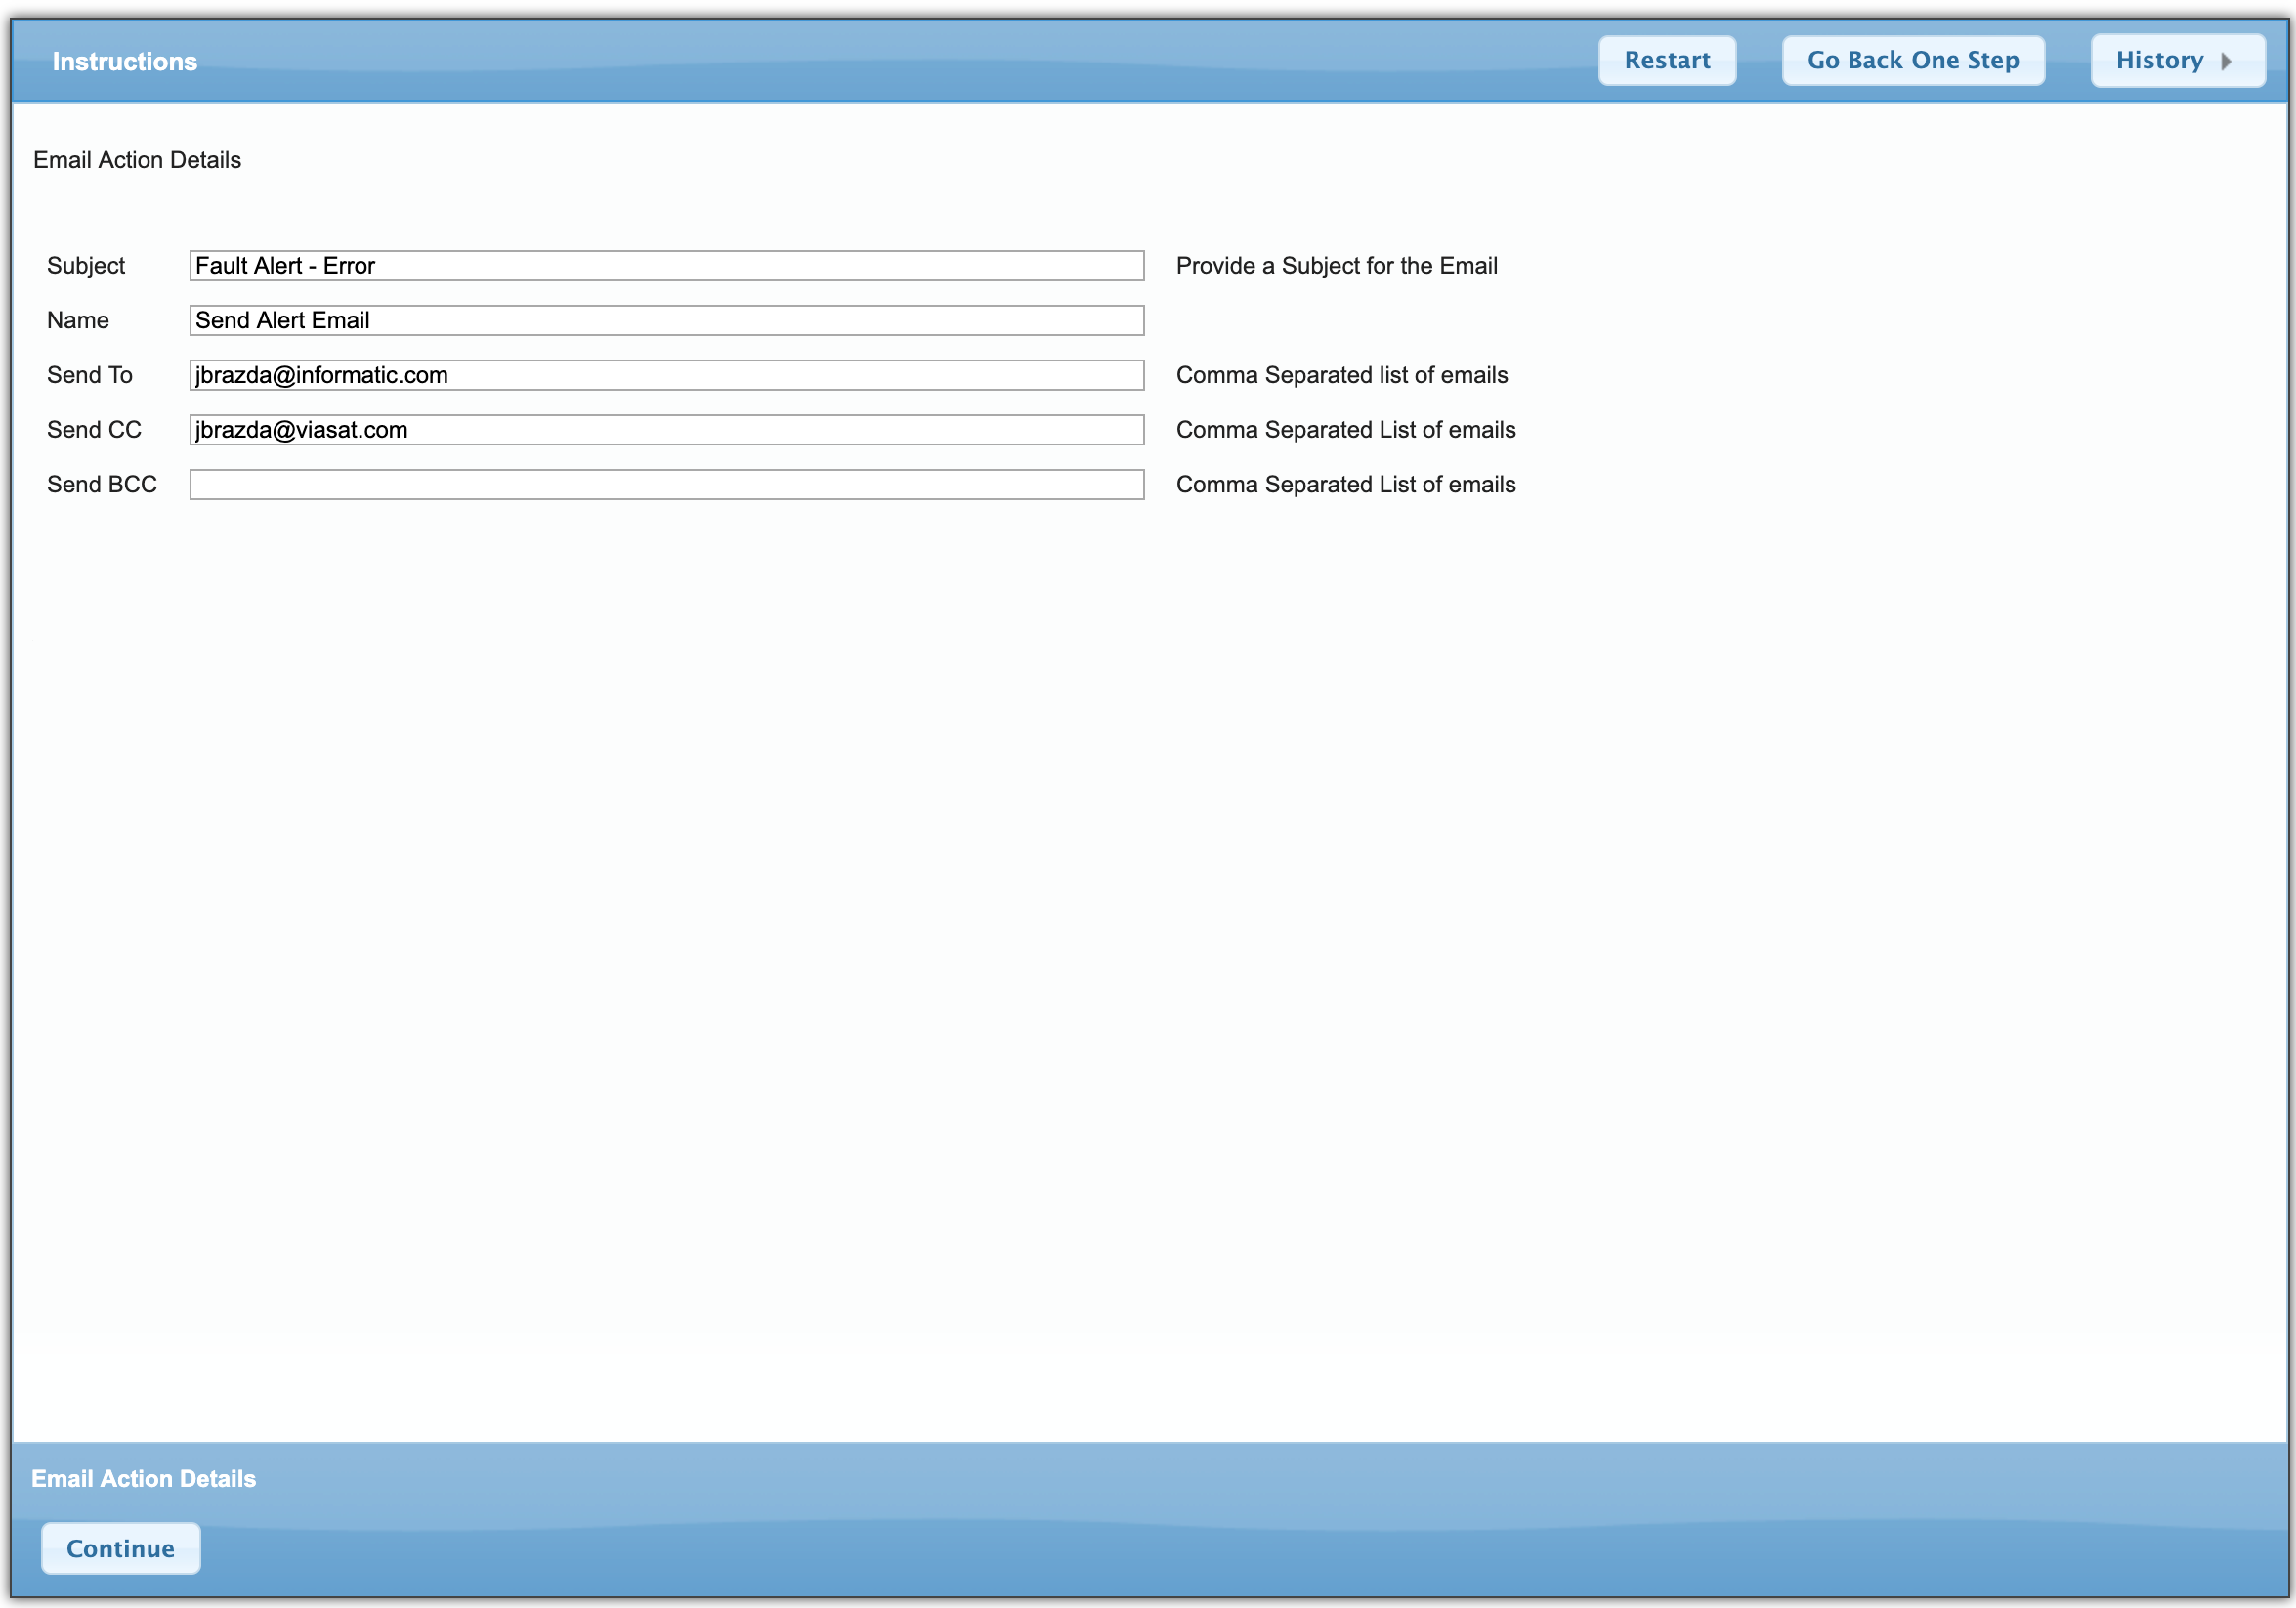 Instructions Restart Go Back One Step History
Email Action Details
Subject Fault Alert - Error Provide a Subject for the Email
Name Send Alert Email
Send To jbrazda@informatic.com Comma Separated list of emails
Send CC jbrazda@viasat.com Comma Separated List of emails
Send BCC Comma Separated List of emails
Email Action Details
Continue